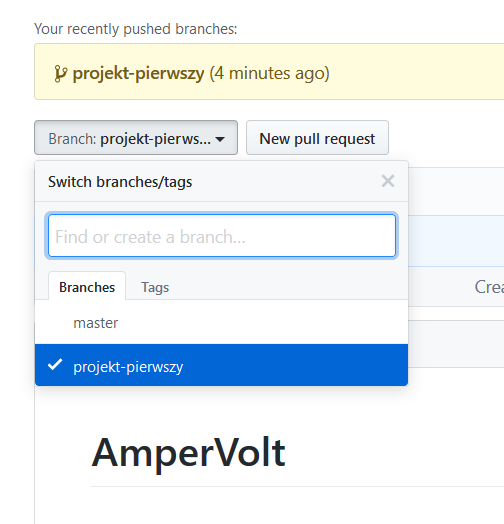 Your recently pushed branches:
projekt-pierwszy (4 minutes ago)
Branch: projekt-pierws...
New pull request
Switch branches/tags
Find or create a branch...
Branches Tags
Crea
master
projekt-pierwszy
AmperVolt